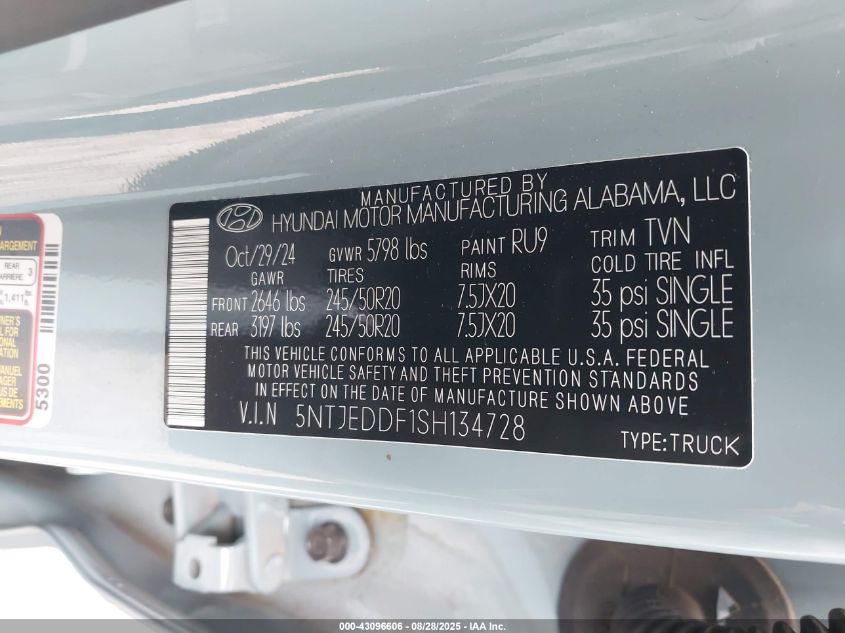 MANUFACTURED BY
HYUNDAI MOTOR MANUFACTURING ALABAMA, LLC
Oct/29/24 GVWR 5798 lbs PAINT RU9 TRIM TVN
GAWR TIRES RIMS COLD TIRE INFL
FRONT 2646 lbs 245/50R20 7.5JX20 35 psi SINGLE
REAR 3197 lbs 245/50R20 7.5JX20 35 psi SINGLE
THIS VEHICLE CONFORMS TO ALL APPLICABLE U.S.A. FEDERAL
MOTOR VEHICLE SAFETY AND THEFT PREVENTION STANDARDS
IN EFFECT ON THE DATE OF MANUFACTURE SHOWN ABOVE
V.I.N 5NTJEDDF1SH134728
TYPE:TRUCK
REAR
3
1,411
5300
000-43096606 - 08/28/2025 - IAA Inc.